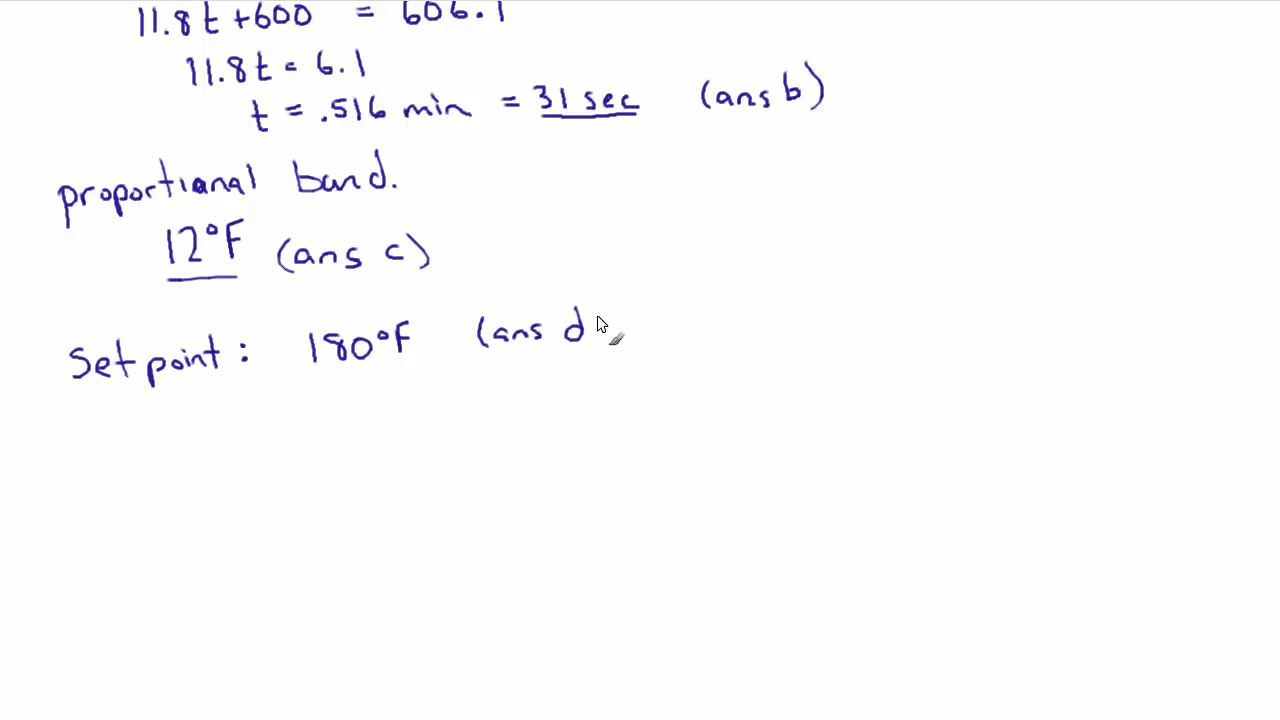 11.8t+600 = 606.1
11.8t = 6.1
t = .516 min = 31 sec (ans b)
proportional band.
12°F (ans c)
Set point: 180°F (ans d